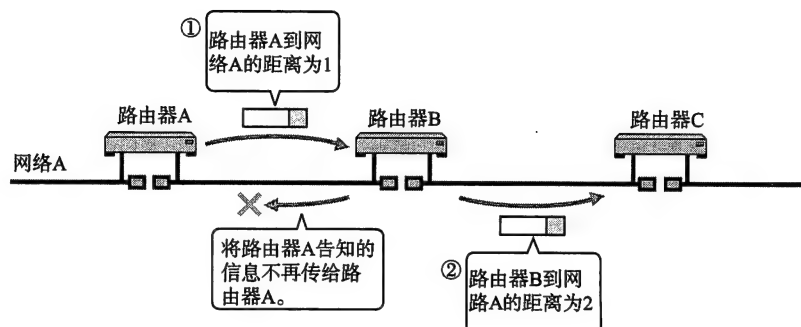 ①
路由器A到网
络A的距离为1
路由器A
路由器B
路由器C
网络A
将路由器A告知的
信息不再传给路
由器A。
②
路由器B到网
路A的距离为2